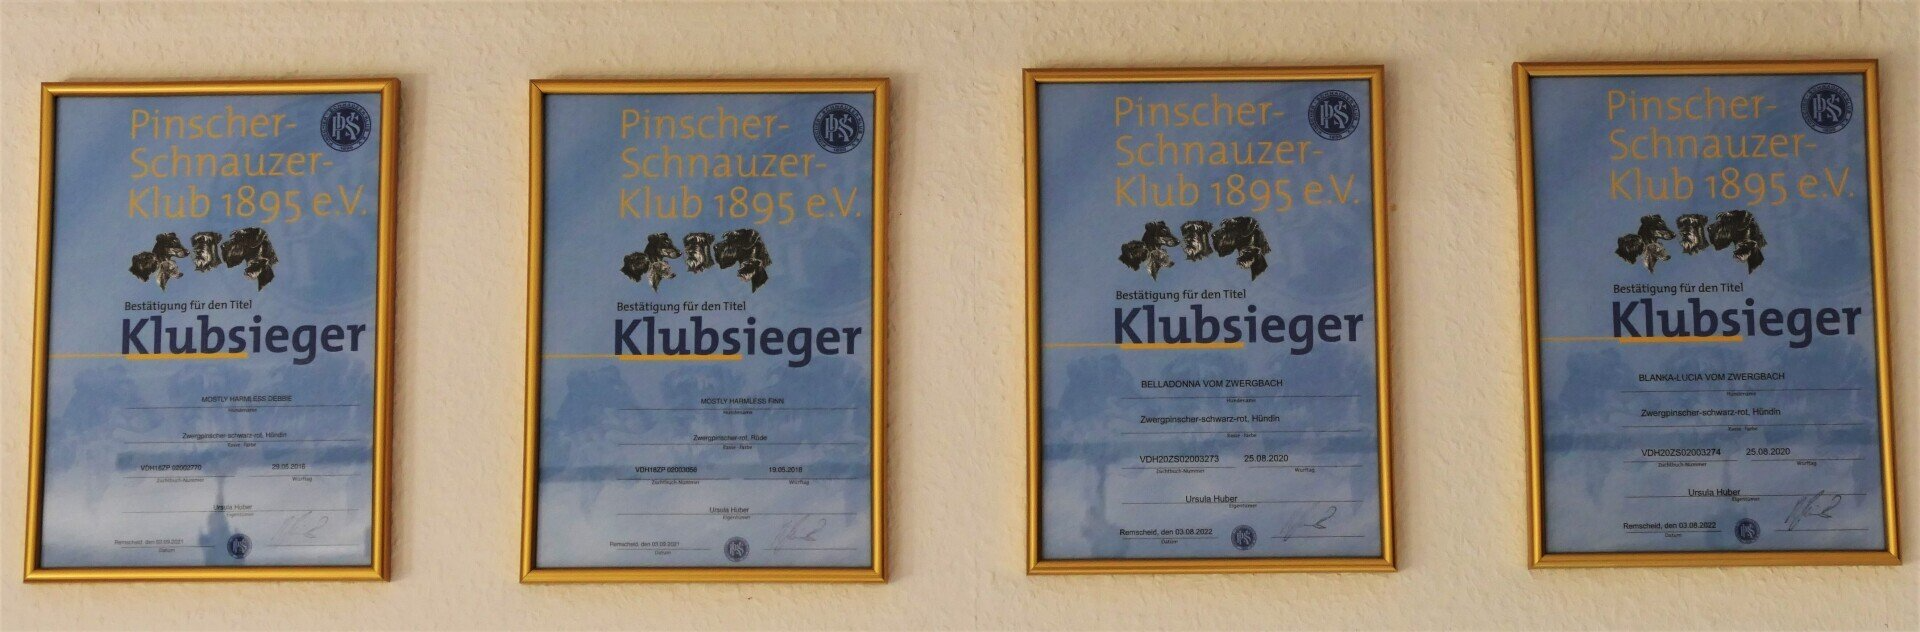 Pinscher-
Schnauzer-
Klub 1895 e.V.
Bestätigung für den Titel
Klubsieger
MOSTLY HARMLESS DEBBIE
Hundename
Zwergpinscher-schwarz-rot, Hündin
Rasse - Farbe
VDH16ZP 02002770 29.05.2016
Zuchtbuch-Nummer Wurftag
Ursula Huber
Eigentümer
Remscheid, den 03.09.2021
Datum
Pinscher-
Schnauzer-
Klub 1895 e.V.
Bestätigung für den Titel
Klubsieger
MOSTLY HARMLESS FINN
Hundename
Zwergpinscher-rot, Rüde
Rasse - Farbe
VDH18ZP 02003056 19.05.2018
Zuchtbuch-Nummer Wurftag
Ursula Huber
Eigentümer
Remscheid, den 03.09.2021
Datum
Pinscher-
Schnauzer-
Klub 1895 e.V.
Bestätigung für den Titel
Klubsieger
BELLADONNA VOM ZWERGBACH
Hundename
Zwergpinscher-schwarz-rot, Hündin
Rasse - Farbe
VDH20ZS02003273 25.08.2020
Zuchtbuch-Nummer Wurftag
Ursula Huber
Eigentümer
Remscheid, den 03.08.2022
Datum
Pinscher-
Schnauzer-
Klub 1895 e.V.
Bestätigung für den Titel
Klubsieger
BLANKA-LUCIA VOM ZWERGBACH
Hundename
Zwergpinscher-schwarz-rot, Hündin
Rasse - Farbe
VDH20ZS02003274 25.08.2020
Zuchtbuch-Nummer Wurftag
Ursula Huber
Eigentümer
Remscheid, den 03.08.2022
Datum